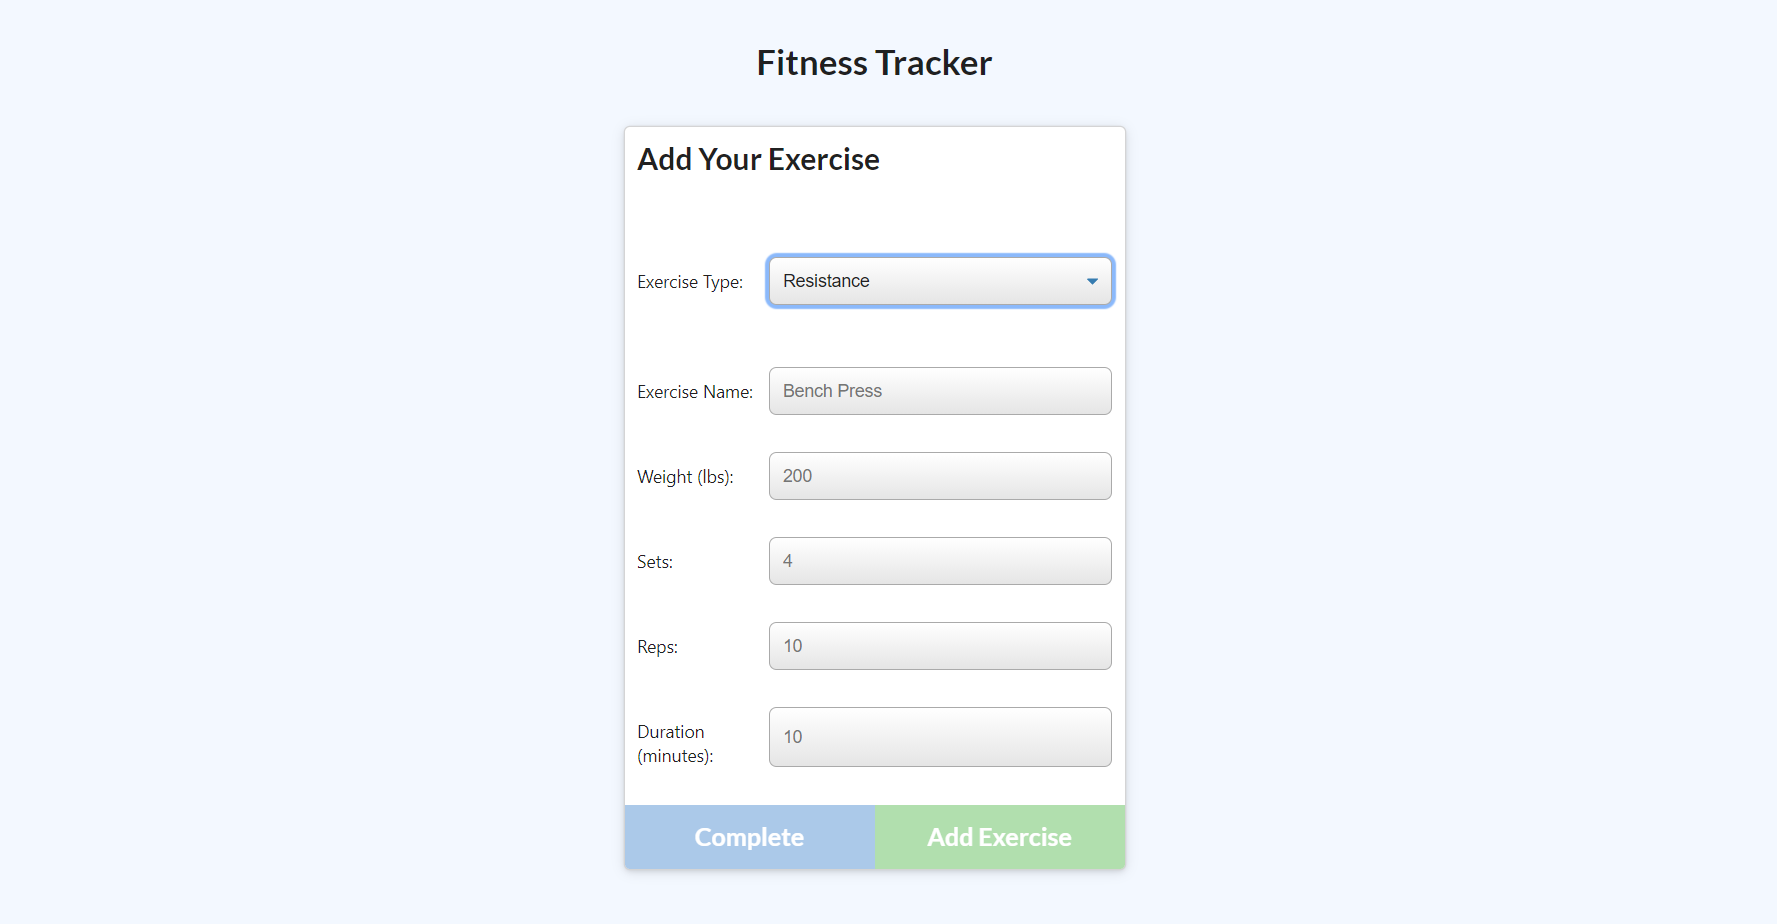 Fitness Tracker
Add Your Exercise
Exercise Type: Resistance
Exercise Name: Bench Press
Weight (lbs): 200
Sets: 4
Reps: 10
Duration (minutes): 10
Complete Add Exercise